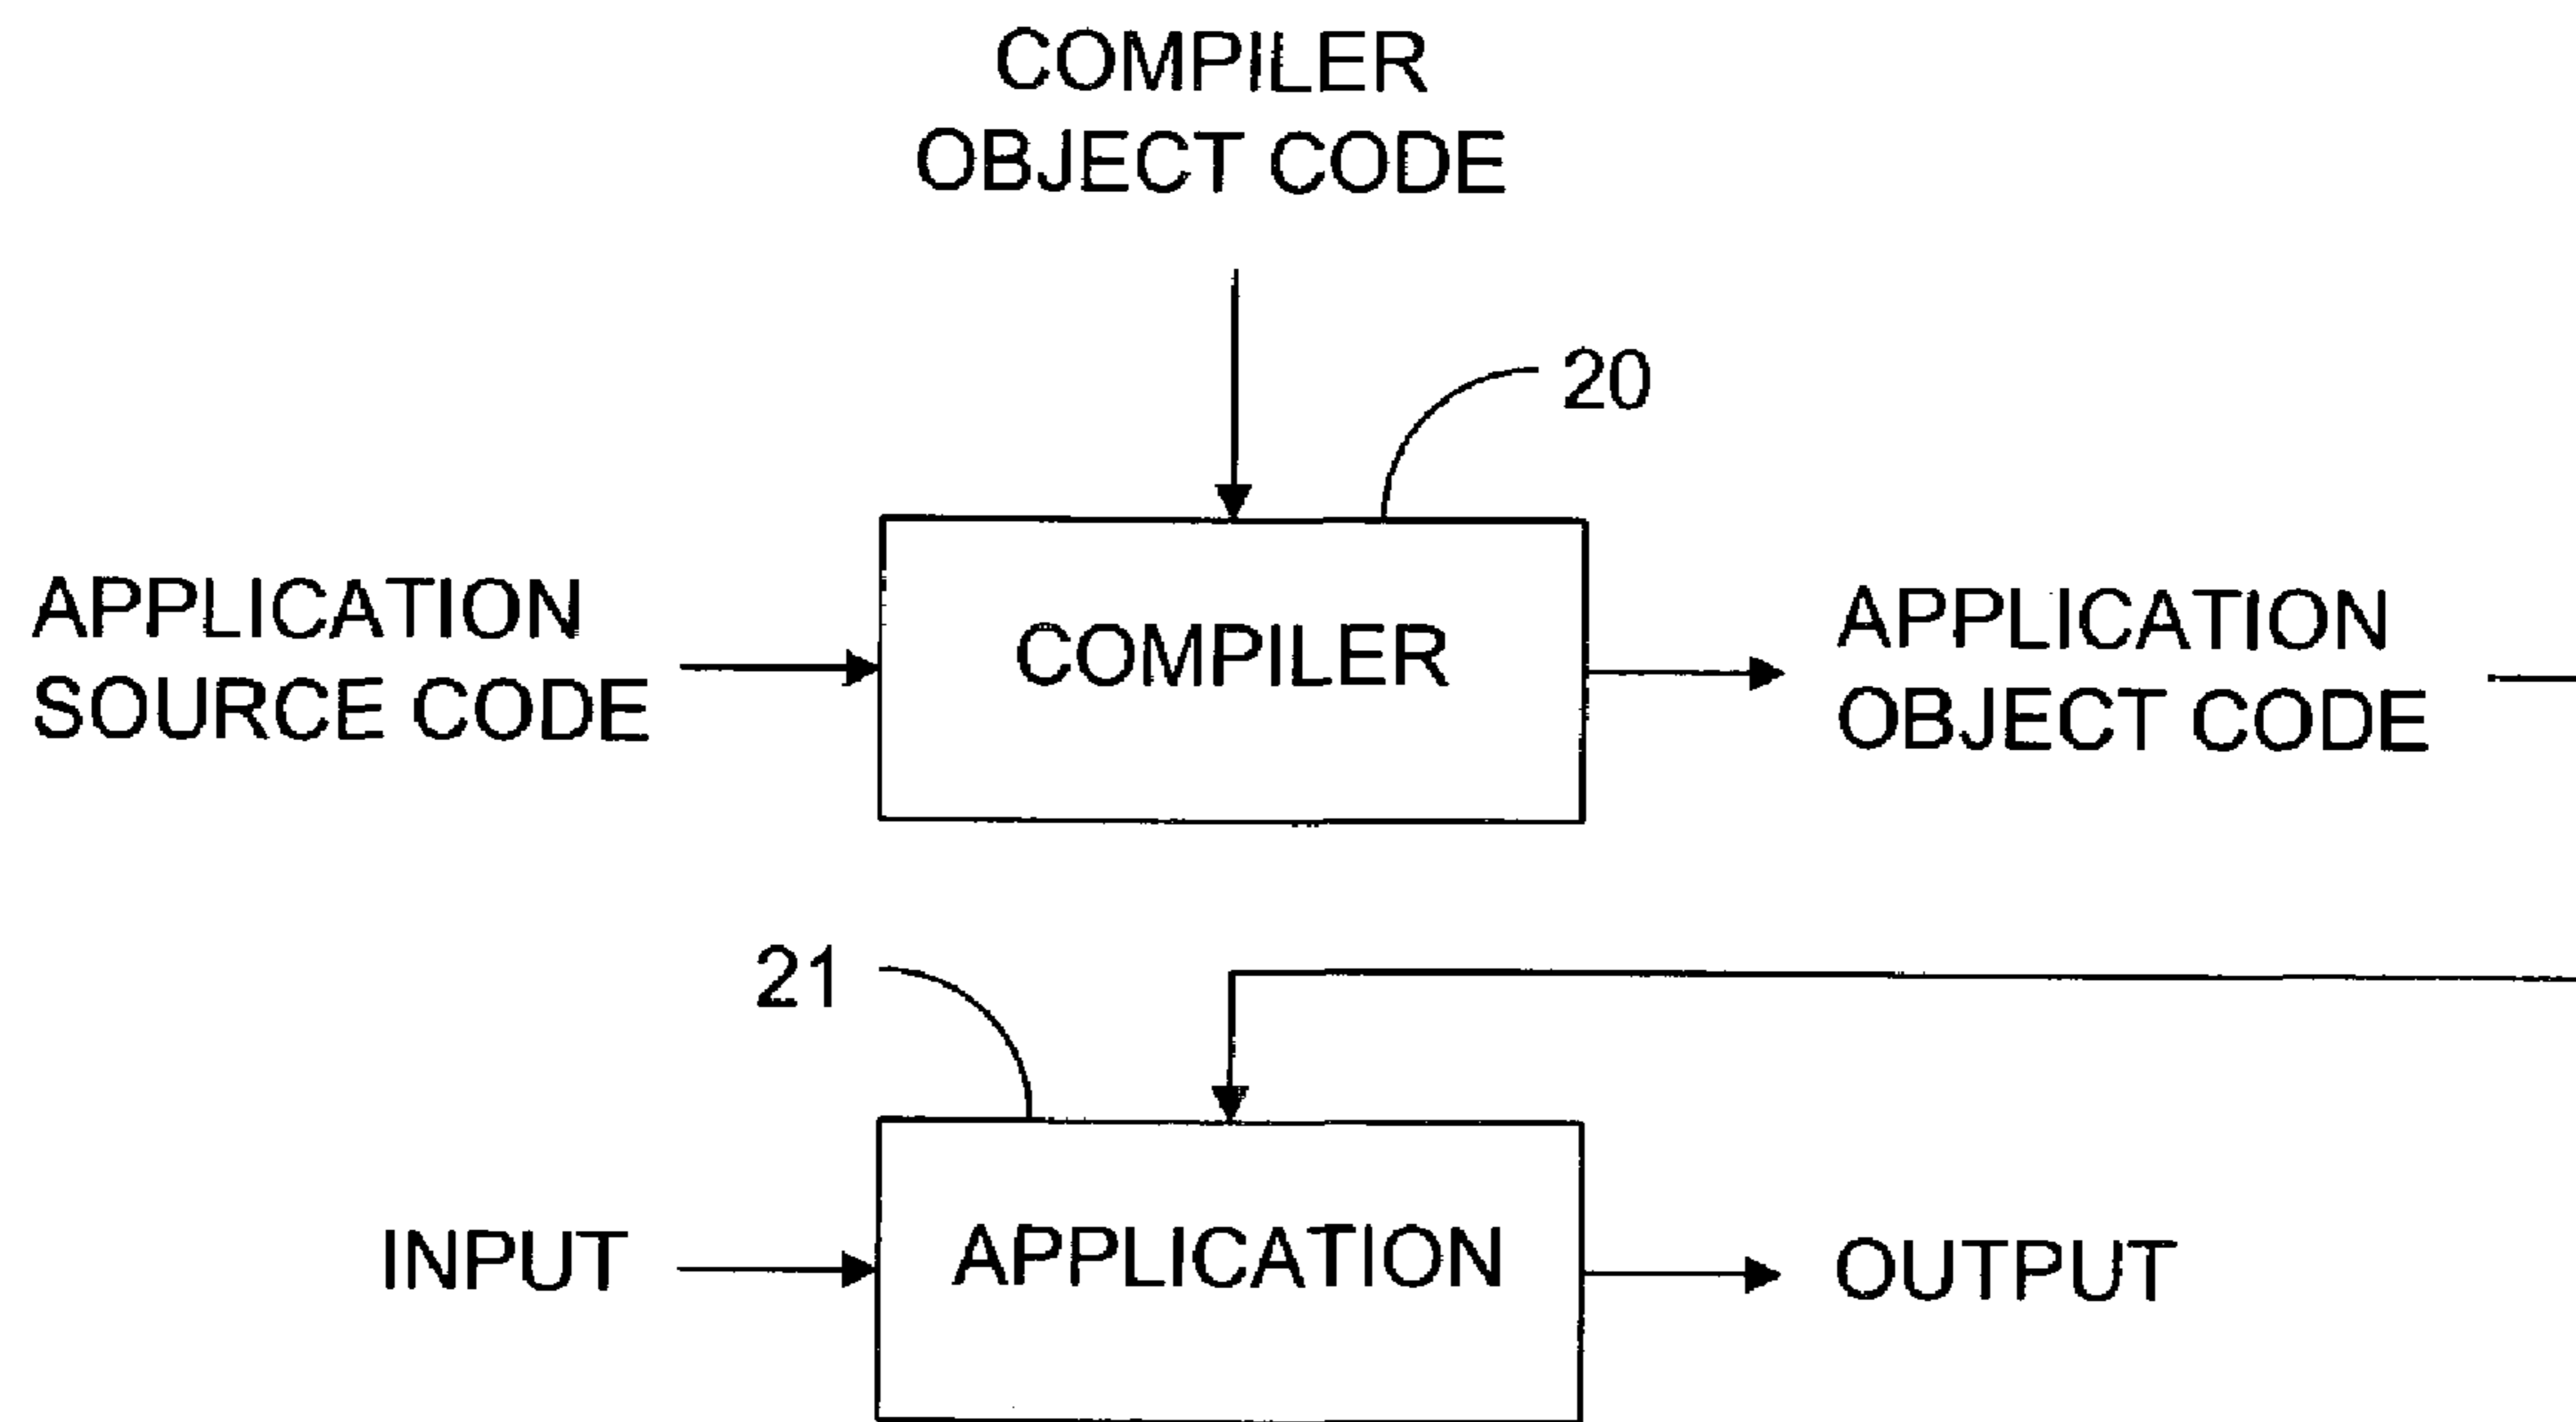 COMPILER
OBJECT CODE
20
APPLICATION
SOURCE CODE
COMPILER
APPLICATION
OBJECT CODE
21
INPUT
APPLICATION
OUTPUT